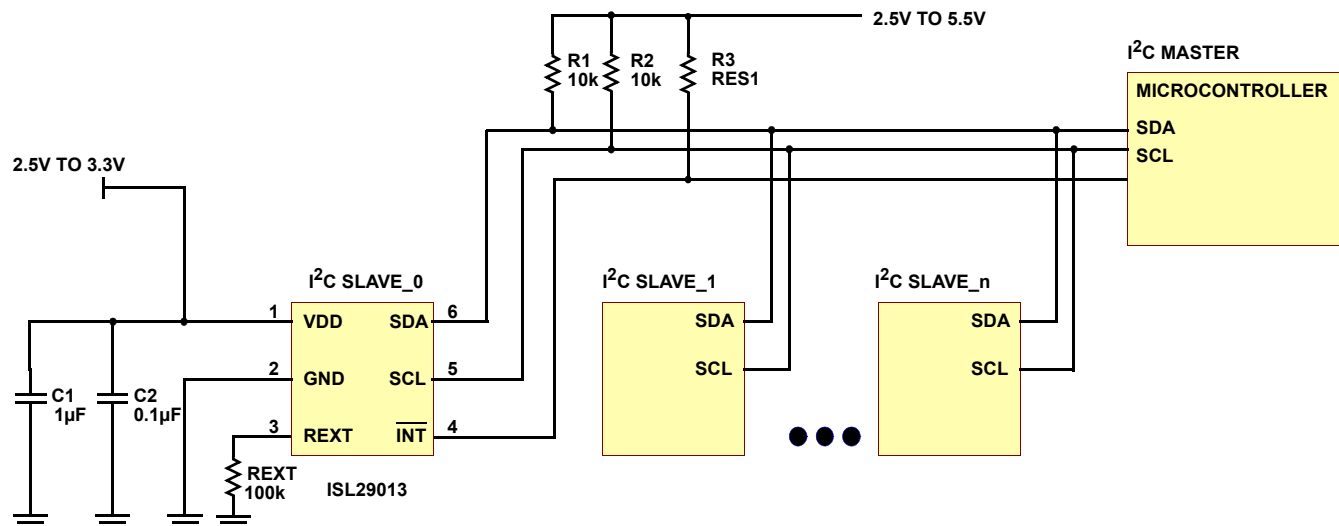 2.5V TO 5.5V
R1
10k
R2
10k
R3
RES1
I²C MASTER
MICROCONTROLLER
SDA
SCL
2.5V TO 3.3V
I²C SLAVE_0
1
VDD
SDA
6
2
GND
SCL
5
3
REXT
INT
4
C1
1µF
C2
0.1µF
REXT
100k
ISL29013
I²C SLAVE_1
SDA
SCL
I²C SLAVE_n
SDA
SCL